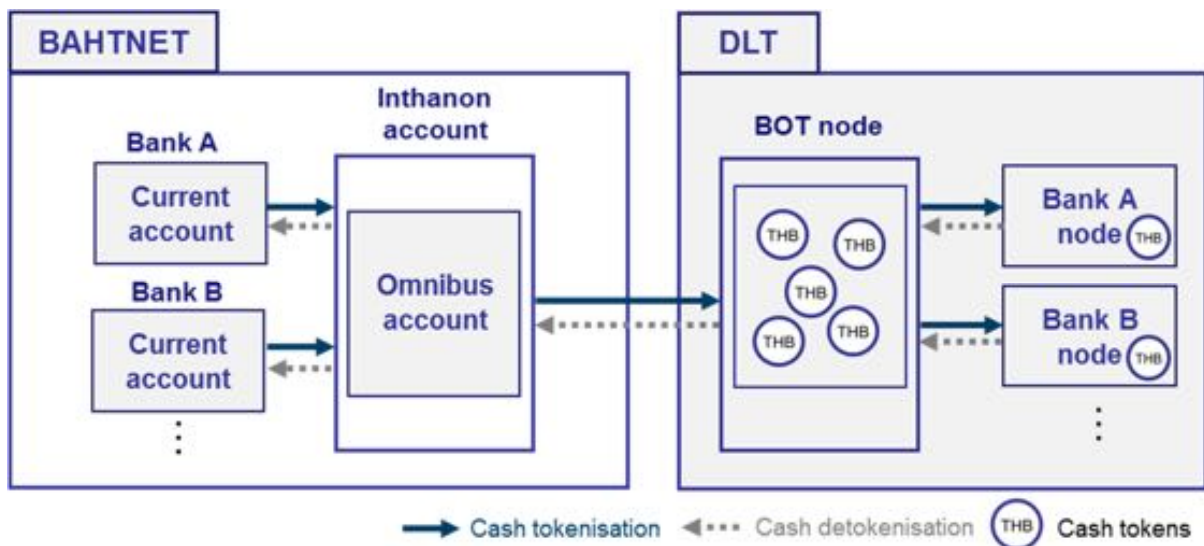 BAHTNET
DLT
Inthanon
account
BOT node
Bank A
Current
account
Bank B
Current
account
Omnibus
account
THB
THB
THB
THB
THB
Bank A
node
THB
Bank B
node
THB
Cash tokenisation
Cash detokenisation
THB
Cash tokens